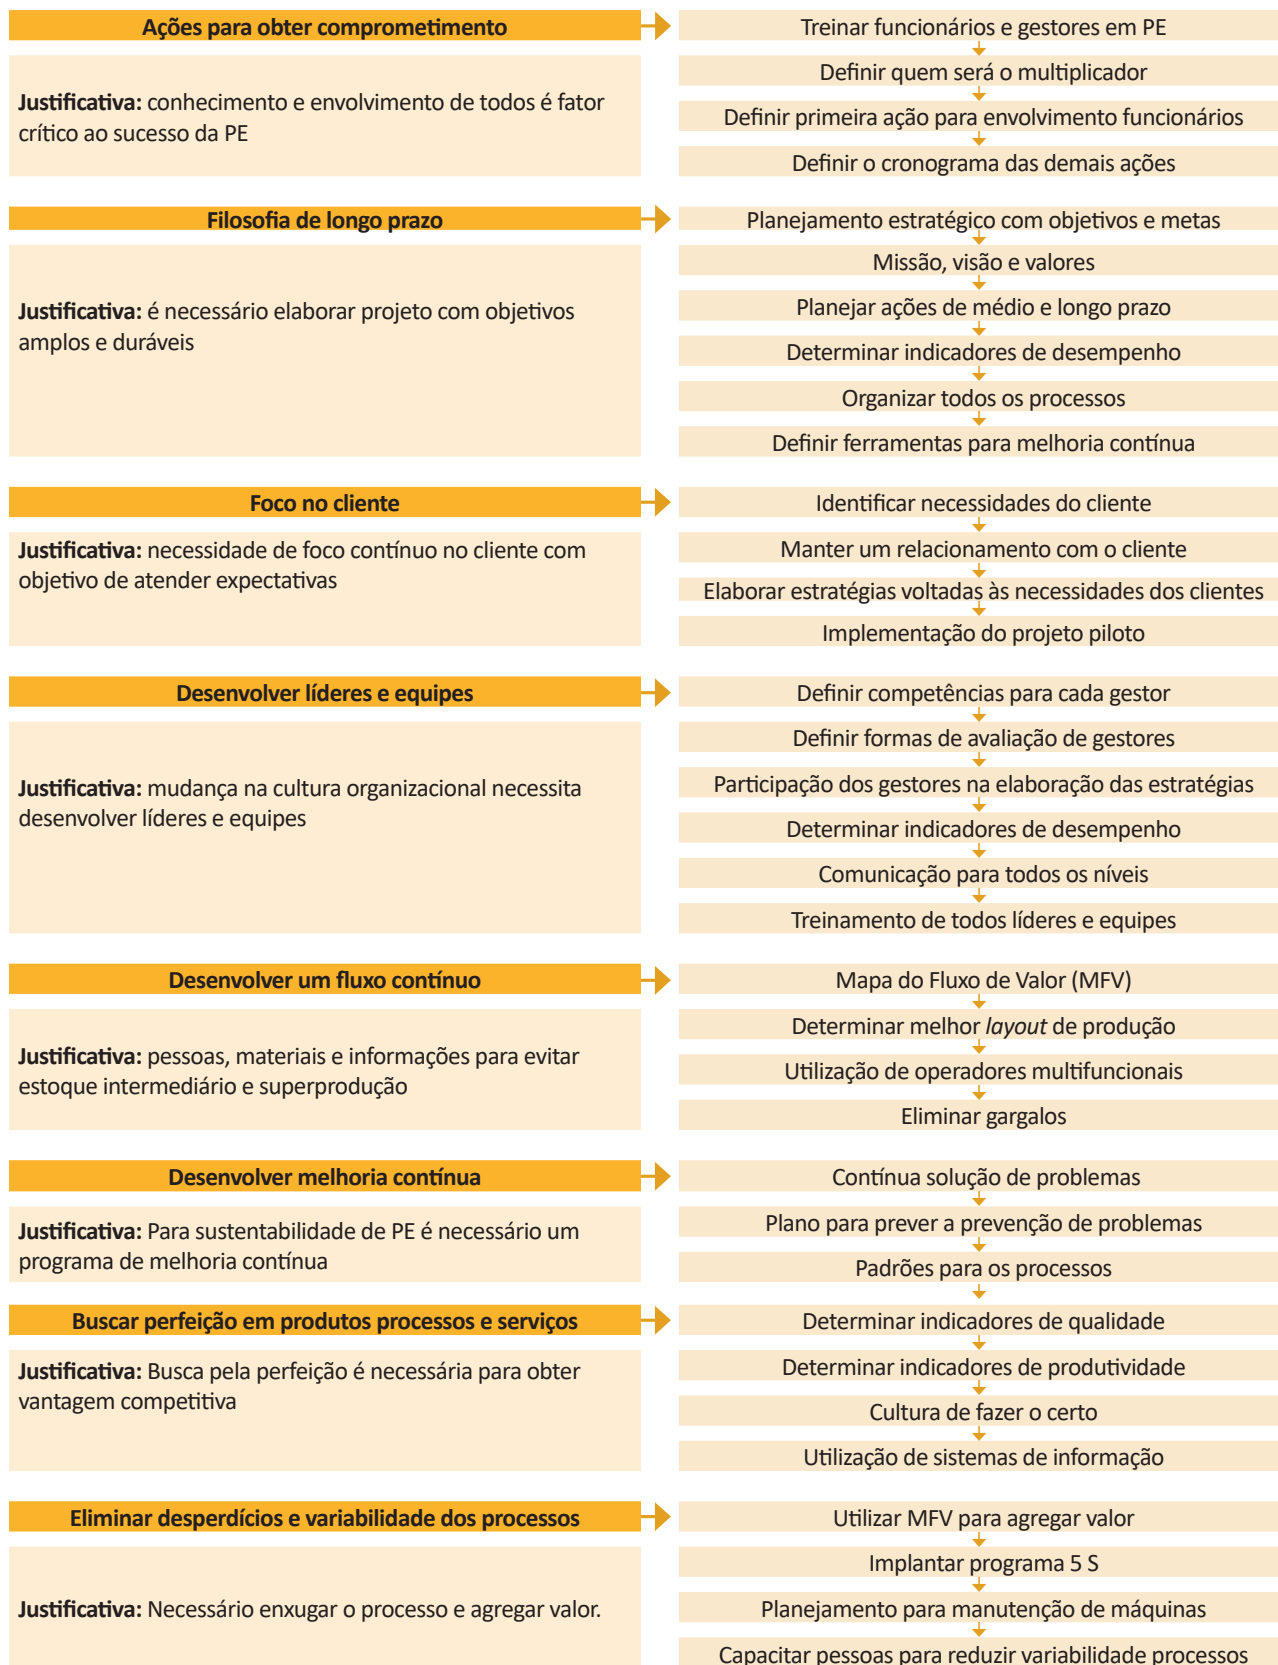 Ações para obter comprometimento
Justificativa: conhecimento e envolvimento de todos é fator
crítico ao sucesso da PE
Treinar funcionários e gestores em PE
Definir quem será o multiplicador
Definir primeira ação para envolvimento funcionários
Definir o cronograma das demais ações
Filosofia de longo prazo
Justificativa: é necessário elaborar projeto com objetivos
amplos e duráveis
Planejamento estratégico com objetivos e metas
Missão, visão e valores
Planejar ações de médio e longo prazo
Determinar indicadores de desempenho
Organizar todos os processos
Definir ferramentas para melhoria contínua
Foco no cliente
Justificativa: necessidade de foco contínuo no cliente com
objetivo de atender expectativas
Identificar necessidades do cliente
Manter um relacionamento com o cliente
Elaborar estratégias voltadas às necessidades dos clientes
Implementação do projeto piloto
Desenvolver líderes e equipes
Justificativa: mudança na cultura organizacional necessita
desenvolver líderes e equipes
Definir competências para cada gestor
Definir formas de avaliação de gestores
Participação dos gestores na elaboração das estratégias
Determinar indicadores de desempenho
Comunicação para todos os níveis
Treinamento de todos líderes e equipes
Desenvolver um fluxo contínuo
Justificativa: pessoas, materiais e informações para evitar
estoque intermediário e superprodução
Mapa do Fluxo de Valor (MFV)
Determinar melhor layout de produção
Utilização de operadores multifuncionais
Eliminar gargalos
Desenvolver melhoria contínua
Justificativa: Para sustentabilidade de PE é necessário um
programa de melhoria contínua
Contínua solução de problemas
Plano para prever a prevenção de problemas
Padrões para os processos
Buscar perfeição em produtos processos e serviços
Justificativa: Busca pela perfeição é necessária para obter
vantagem competitiva
Determinar indicadores de qualidade
Determinar indicadores de produtividade
Cultura de fazer o certo
Utilização de sistemas de informação
Eliminar desperdícios e variabilidade dos processos
Justificativa: Necessário enxugar o processo e agregar valor.
Utilizar MFV para agregar valor
Implantar programa 5 S
Planejamento para manutenção de máquinas
Capacitar pessoas para reduzir variabilidade processos